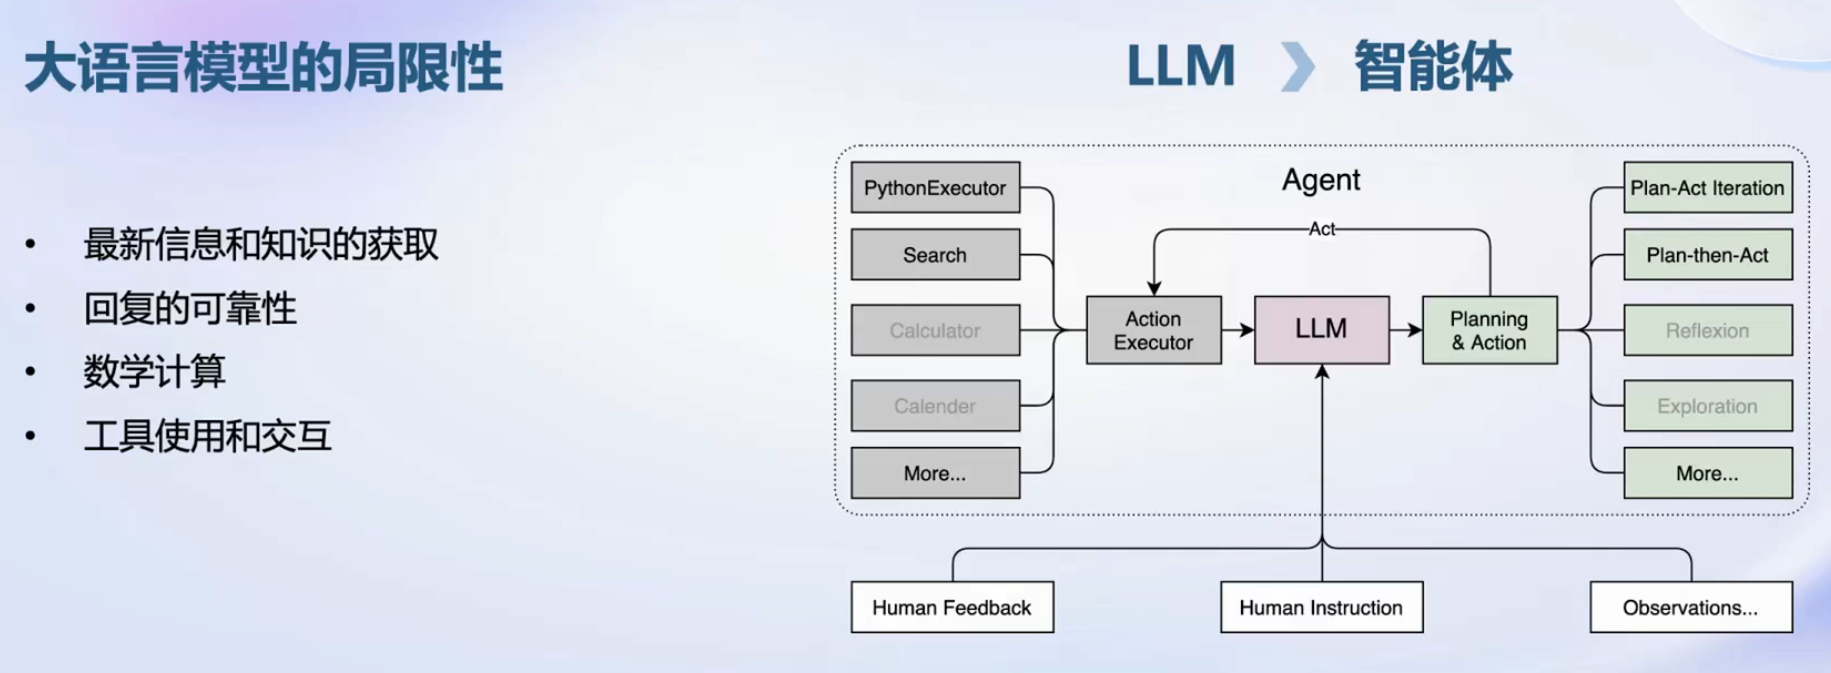 大语言模型的局限性
最新信息和知识的获取
回复的可靠性
数学计算
工具使用和交互
LLM
智能体
Agent
Act
PythonExecutor
Search
Calculator
Calender
More...
Action
Executor
LLM
Planning
& Action
Plan-Act Iteration
Plan-then-Act
Reflexion
Exploration
More...
Human Feedback
Human Instruction
Observations...